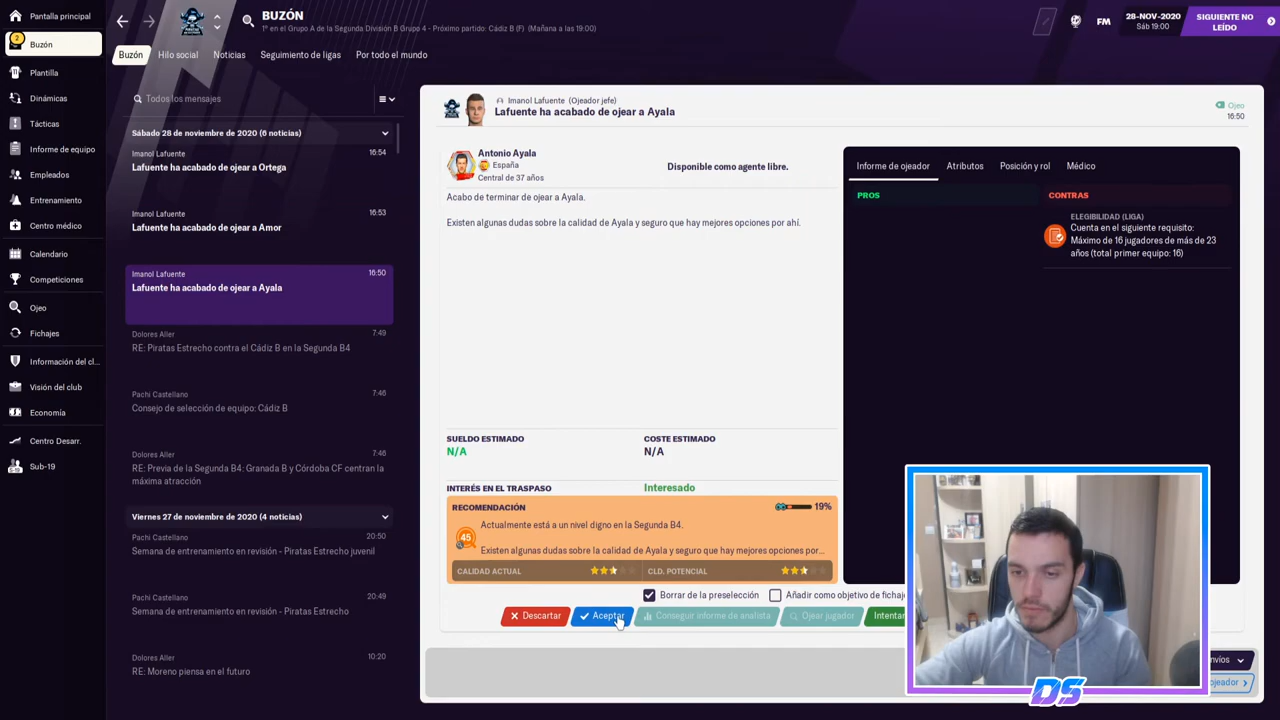 Pantalla principal
2
Buzón
Plantilla
Dinámicas
Tácticas
Informe de equipo
Empleados
Entrenamiento
Centro médico
Calendario
Competiciones
Ojeo
Fichajes
Información del cl...
Visión del club
Economía
Centro Desarr.
Sub-19
BUZÓN
1º en el Grupo A de la Segunda División B Grupo 4 - Próximo partido: Cádiz B (F) (Mañana a las 19:00)
FM
28-NOV-2020
Sáb 19:00
SIGUIENTE NO
LEÍDO
Buzón
Hilo social
Noticias
Seguimiento de ligas
Por todo el mundo
Todos los mensajes
Sábado 28 de noviembre de 2020 (6 noticias)
Imanol Lafuente 16:54
Lafuente ha acabado de ojear a Ortega
Imanol Lafuente 16:53
Lafuente ha acabado de ojear a Amor
Imanol Lafuente 16:50
Lafuente ha acabado de ojear a Ayala
Dolores Aller 7:49
RE: Piratas Estrecho contra el Cádiz B en la Segunda B4
Pachi Castellano 7:46
Consejo de selección de equipo: Cádiz B
Dolores Aller 7:46
RE: Previa de la Segunda B4: Granada B y Córdoba CF centran la
máxima atracción
Viernes 27 de noviembre de 2020 (4 noticias)
Pachi Castellano 20:50
Semana de entrenamiento en revisión - Piratas Estrecho juvenil
Pachi Castellano 20:49
Semana de entrenamiento en revisión - Piratas Estrecho
Dolores Aller 10:20
RE: Moreno piensa en el futuro
Imanol Lafuente (Ojeador jefe)
Lafuente ha acabado de ojear a Ayala
Ojeo
16:50
Antonio Ayala
España
Central de 37 años
Disponible como agente libre.
Acabo de terminar de ojear a Ayala.
Existen algunas dudas sobre la calidad de Ayala y seguro que hay mejores opciones por ahí.
SUELDO ESTIMADO
N/A
COSTE ESTIMADO
N/A
INTERÉS EN EL TRASPASO
Interesado
RECOMENDACIÓN
19%
45
Actualmente está a un nivel digno en la Segunda B4.
Existen algunas dudas sobre la calidad de Ayala y seguro que hay mejores opciones por...
CALIDAD ACTUAL
CLD. POTENCIAL
Borrar de la preselección
Añadir como objetivo de fichaj
Descartar
Aceptar
Conseguir informe de analista
Ojear jugador
Intentar
Informe de ojeador
Atributos
Posición y rol
Médico
PROS
CONTRAS
ELEGIBILIDAD (LIGA)
Cuenta en el siguiente requisito:
Máximo de 16 jugadores de más de 23
años (total primer equipo: 16)
nvíos
ojeador
DS